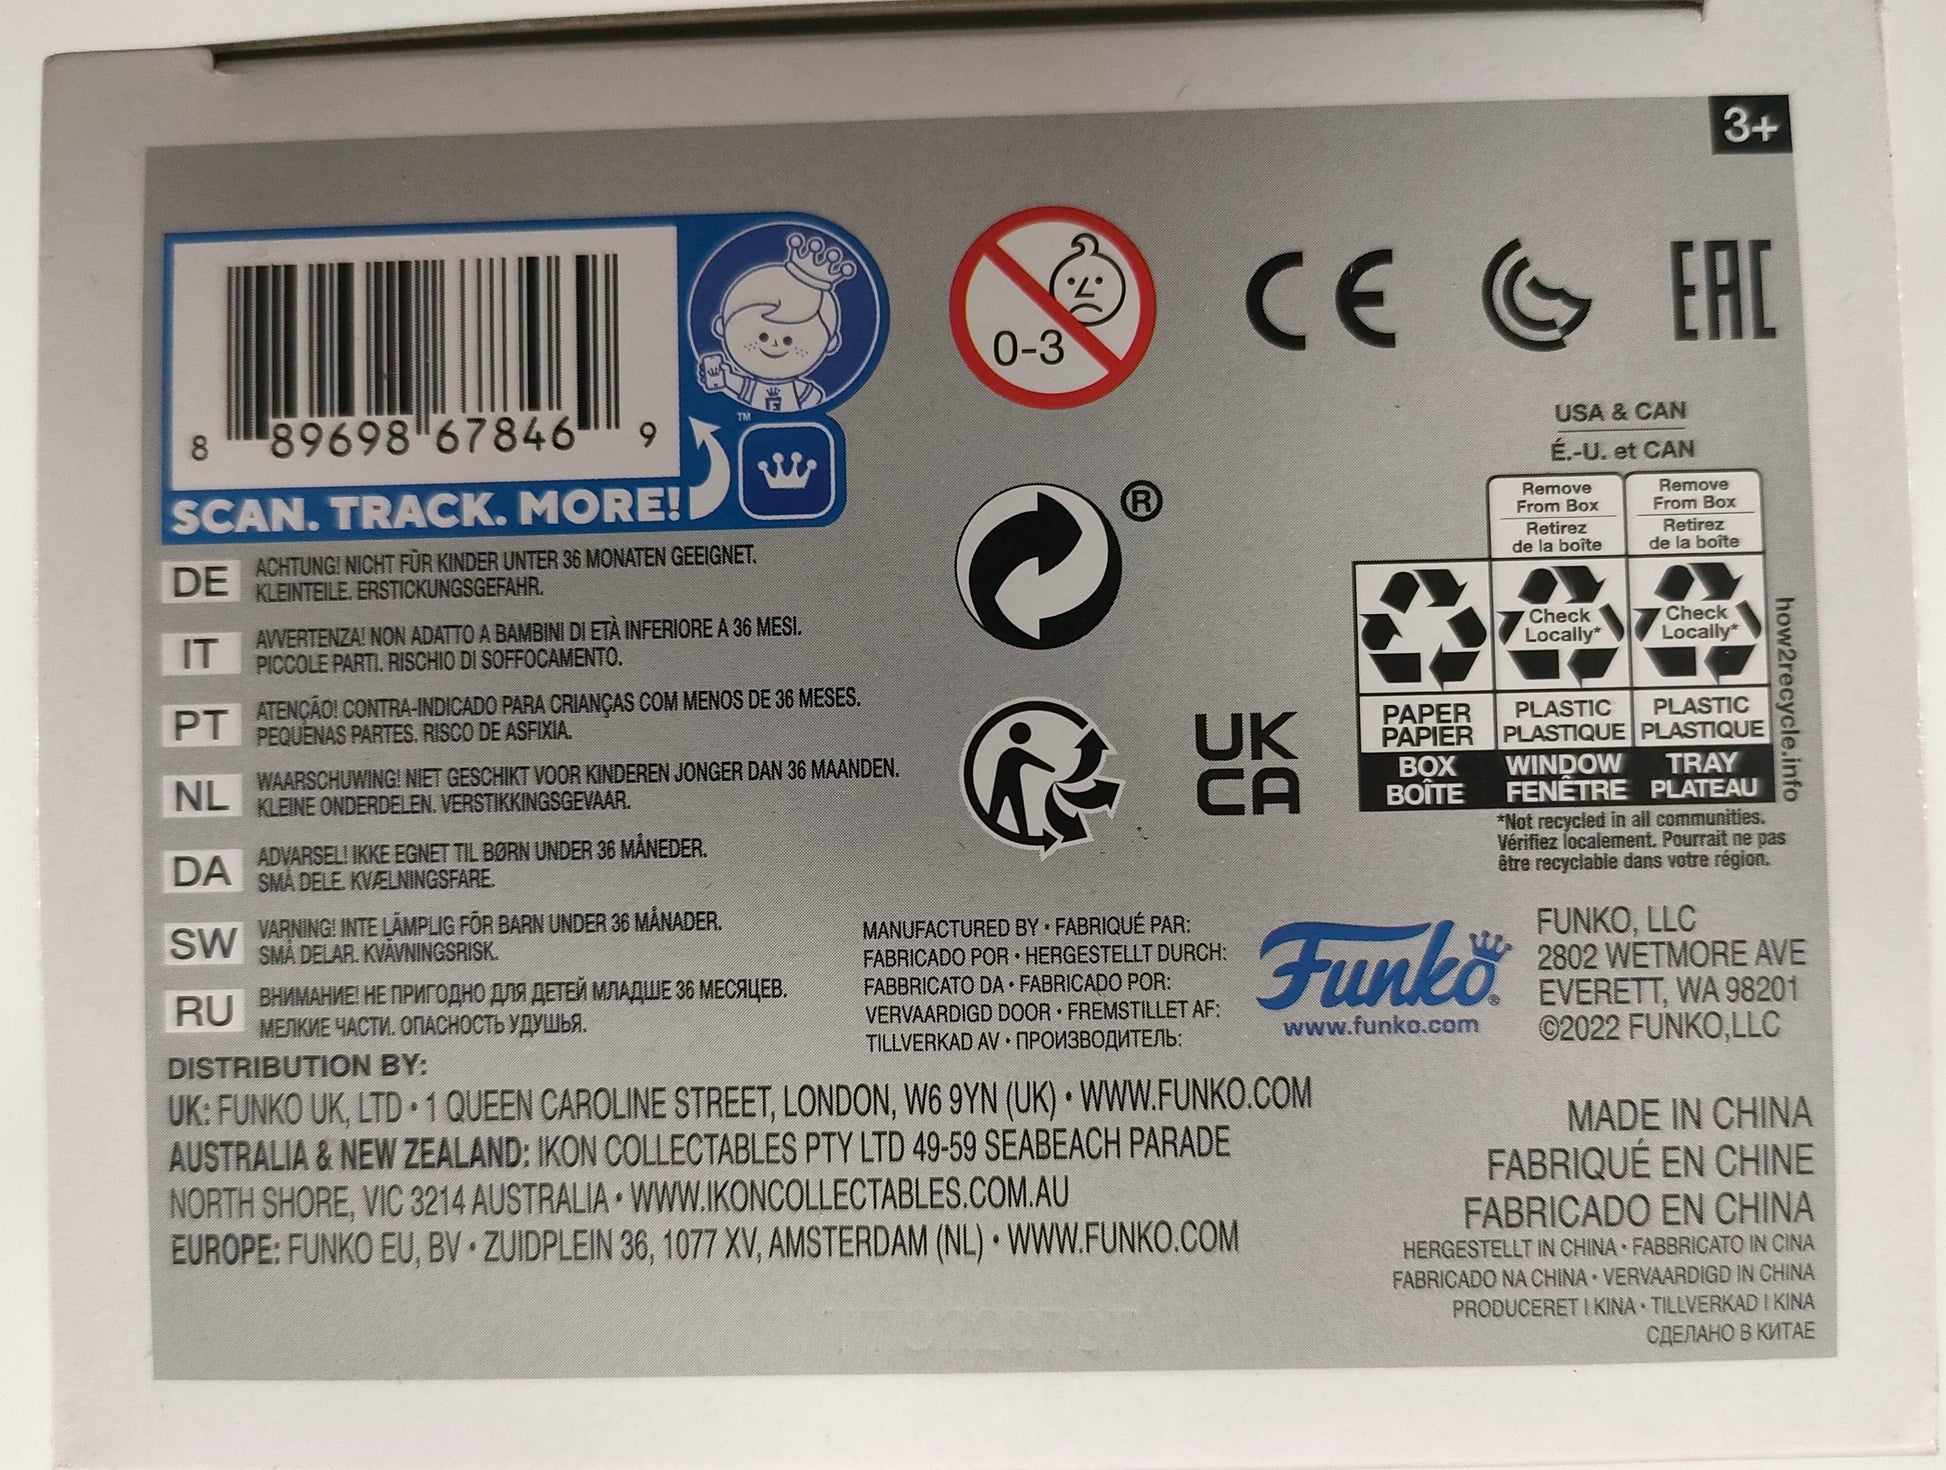 3+
8 89698 67846 9
SCAN. TRACK. MORE!
TM
0-3
CE
EAC
®
UK
CA
USA & CAN
É.-U. et CAN
Remove From Box
Retirez de la boîte
Remove From Box
Retirez de la boîte
Check Locally*
Check Locally*
PAPER PAPIER
PLASTIC PLASTIQUE
PLASTIC PLASTIQUE
BOX BOÎTE
WINDOW FENÊTRE
TRAY PLATEAU
how2recycle.info
*Not recycled in all communities.
Vérifiez localement. Pourrait ne pas
être recyclable dans votre région.
DE ACHTUNG! NICHT FÜR KINDER UNTER 36 MONATEN GEEIGNET.
KLEINTEILE. ERSTICKUNGSGEFAHR.
IT AVVERTENZA! NON ADATTO A BAMBINI DI ETÀ INFERIORE A 36 MESI.
PICCOLE PARTI. RISCHIO DI SOFFOCAMENTO.
PT ATENÇÃO! CONTRA-INDICADO PARA CRIANÇAS COM MENOS DE 36 MESES.
PEQUENAS PARTES. RISCO DE ASFIXIA.
NL WAARSCHUWING! NIET GESCHIKT VOOR KINDEREN JONGER DAN 36 MAANDEN.
KLEINE ONDERDELEN. VERSTIKKINGSGEVAAR.
DA ADVARSEL! IKKE EGNET TIL BØRN UNDER 36 MÅNEDER.
SMÅ DELE. KVÆLNINGSFARE.
SW VARNING! INTE LÄMPLIG FÖR BARN UNDER 36 MÅNADER.
SMÅ DELAR. KVÄVNINGSRISK.
RU ВНИМАНИЕ! НЕ ПРИГОДНО ДЛЯ ДЕТЕЙ МЛАДШЕ 36 МЕСЯЦЕВ.
МЕЛКИЕ ЧАСТИ. ОПАСНОСТЬ УДУШЬЯ.
MANUFACTURED BY • FABRIQUÉ PAR:
FABRICADO POR • HERGESTELLT DURCH:
FABBRICATO DA • FABRICADO POR:
VERVAARDIGD DOOR • FREMSTILLET AF:
TILLVERKAD AV • ПРОИЗВОДИТЕЛЬ:
Funko®
www.funko.com
FUNKO, LLC
2802 WETMORE AVE
EVERETT, WA 98201
©2022 FUNKO,LLC
DISTRIBUTION BY:
UK: FUNKO UK, LTD • 1 QUEEN CAROLINE STREET, LONDON, W6 9YN (UK) • WWW.FUNKO.COM
AUSTRALIA & NEW ZEALAND: IKON COLLECTABLES PTY LTD 49-59 SEABEACH PARADE
NORTH SHORE, VIC 3214 AUSTRALIA • WWW.IKONCOLLECTABLES.COM.AU
EUROPE: FUNKO EU, BV • ZUIDPLEIN 36, 1077 XV, AMSTERDAM (NL) • WWW.FUNKO.COM
MADE IN CHINA
FABRIQUÉ EN CHINE
FABRICADO EN CHINA
HERGESTELLT IN CHINA • FABBRICATO IN CINA
FABRICADO NA CHINA • VERVAARDIGD IN CHINA
PRODUCERET I KINA • TILLVERKAD I KINA
СДЕЛАНО В КИТАЕ